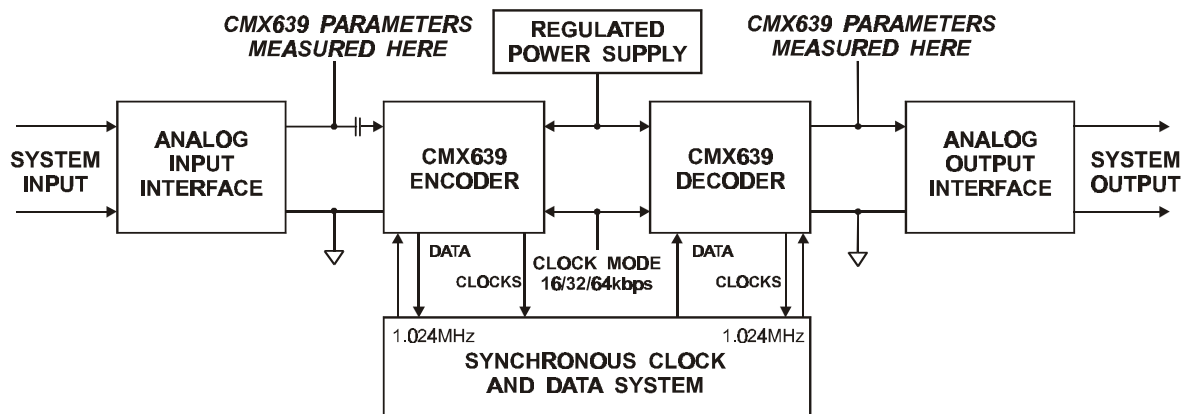 CMX639 PARAMETERS
MEASURED HERE
REGULATED
POWER SUPPLY
CMX639 PARAMETERS
MEASURED HERE
SYSTEM
INPUT
ANALOG
INPUT
INTERFACE
CMX639
ENCODER
CMX639
DECODER
ANALOG
OUTPUT
INTERFACE
SYSTEM
OUTPUT
DATA
CLOCKS
CLOCK MODE
16/32/64kbps
DATA
CLOCKS
1.024MHz
1.024MHz
SYNCHRONOUS CLOCK
AND DATA SYSTEM